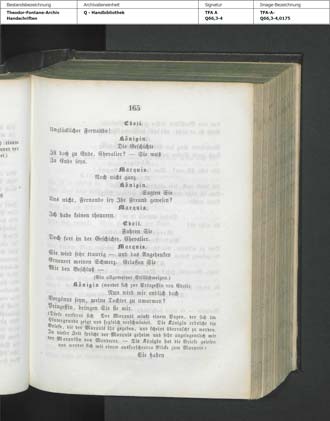 Bestandsbezeichnung
Theodor-Fontane-Archiv
Handschriften
Archivalieneinheit
Q - Handbibliothek
Signatur
TFA A
Q66,3-4
Image-Bezeichnung
TFA-A-
Q66,3-4,0175
165
Eboli.
Unglücklicher Fernando!
Königin.
Die Geschichte
Ist doch zu Ende, Chevalier? — Sie muß
Zu Ende seyn.
Marquis.
Noch nicht ganz.
Königin.
Sagten Sie
Uns nicht, Fernando sey Ihr Freund gewesen?
Marquis.
Ich habe keinen theurern.
Eboli.
Fahren Sie
Doch fort in der Geschichte, Chevalier.
Marquis.
Sie wird sehr traurig — und das Angedenken
Erneuert meinen Schmerz. Erlassen Sie
Mir den Beschluß —
(Ein allgemeines Stillschweigen.)
Königin (wendet sich zur Prinzessin von Eboli).
Nun wird mir endlich doch
Vergönnt seyn, meine Tochter zu umarmen?
Prinzessin, bringen Sie sie mir.
(Diese entfernt sich. Der Marquis winkt einem Pagen, der sich im
Hintergrunde zeigt und sogleich verschwindet. Die Königin erbricht die
Briefe, die der Marquis ihr gegeben, und scheint überrascht zu werden.
In dieser Zeit spricht der Marquis geheim und sehr angelegentlich mit
der Marquisin von Mondecar. — Die Königin hat die Briefe gelesen
und wendet sich mit einem ausforschenden Blicke zum Marquis.)
Sie haben